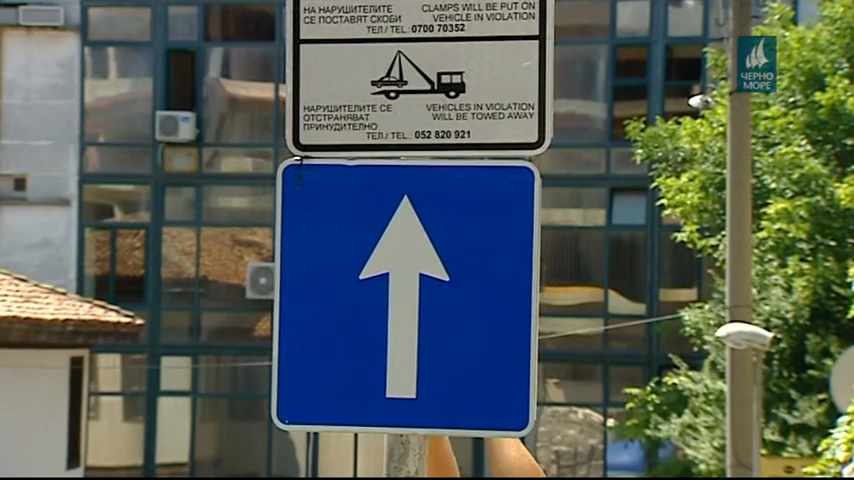 НА НАРУШИТЕЛИТЕ
СЕ ПОСТАВЯТ СКОБИ
CLAMPS WILL BE PUT ON
VEHICLE IN VIOLATION
ТЕЛ./ TEL.:0700 70352
НАРУШИТЕЛИТЕ СЕ
ОТСТРАНЯВАТ
ПРИНУДИТЕЛНО
VEHICLES IN VIOLATION
WILL BE TOWED AWAY
ТЕЛ./ TEL.: 052 820 921
ЧЕРНО
МОРЕ